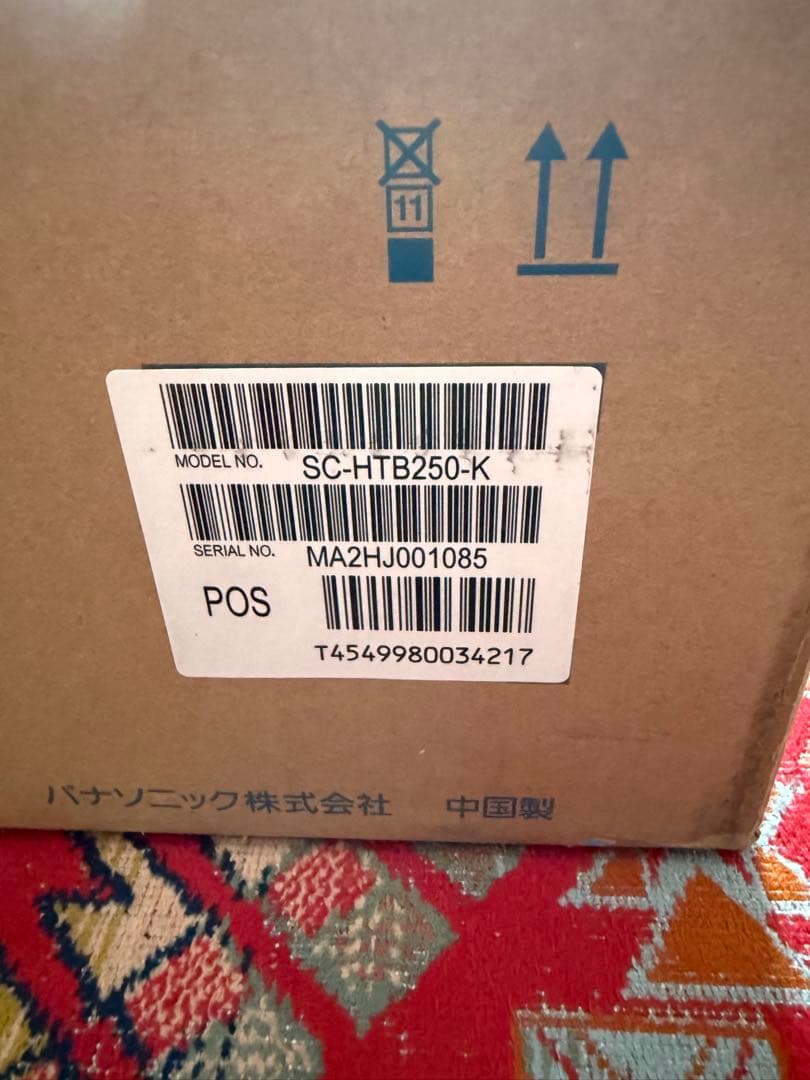 11
MODEL NO. SC-HTB250-K
SERIAL NO. MA2HJ001085
POS
T4549980034217
パナソニック株式会社 中国製